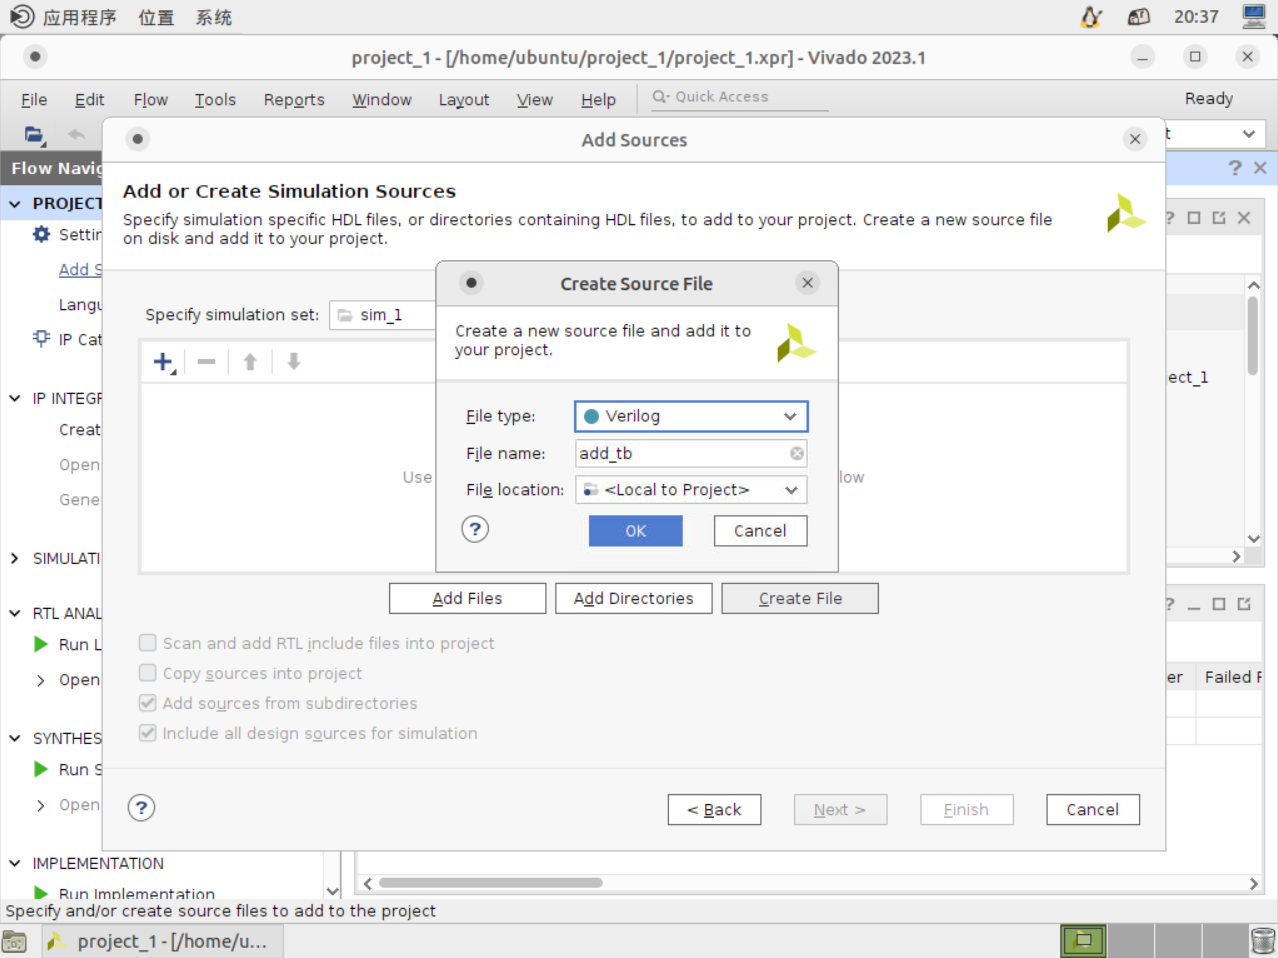 应用程序 位置 系统 20:37
project_1 - [/home/ubuntu/project_1/project_1.xpr] - Vivado 2023.1
File Edit Flow Tools Reports Window Layout View Help Quick Access Ready
Add Sources
Flow Navig
Add or Create Simulation Sources
Specify simulation specific HDL files, or directories containing HDL files, to add to your project. Create a new source file
on disk and add it to your project.
PROJECT
Settin
Add S
Langu
IP Cat
Specify simulation set: sim_1
Create Source File
Create a new source file and add it to
your project.
File type: Verilog
File name: add_tb
File location: <Local to Project>
OK Cancel
ect_1
IP INTEGR
Creat
Open
Gene
Use
low
SIMULATI
Add Files Add Directories Create File
RTL ANAL
Run L
Open
Scan and add RTL include files into project
Copy sources into project
Add sources from subdirectories
Include all design sources for simulation
er Failed
SYNTHES
Run S
Open
< Back Next > Finish Cancel
IMPLEMENTATION
Run Implementation
Specify and/or create source files to add to the project
project_1 - [/home/u...